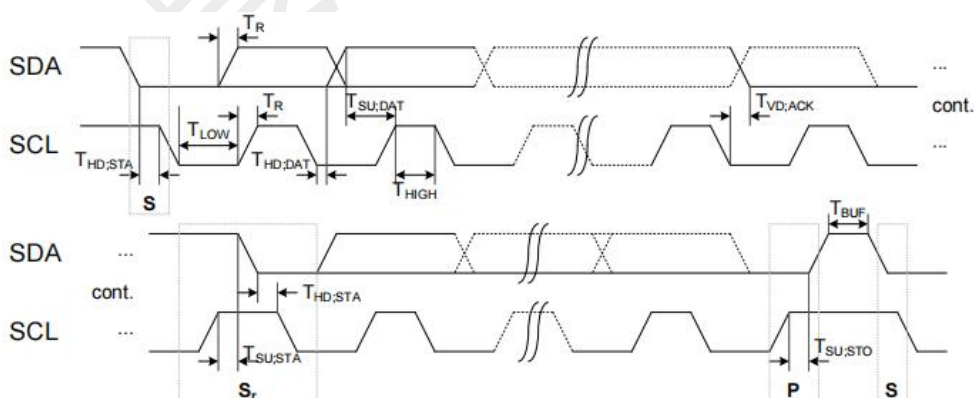 T_R
SDA
...
T_SU;DAT
T_VD;ACK
cont.
T_R
T_LOW
SCL
...
T_HD;STA
T_HD;DAT
T_HIGH
S
T_BUF
SDA
...
cont.
T_HD;STA
SCL
...
T_SU;STA
T_SU;STO
S_r
P
S